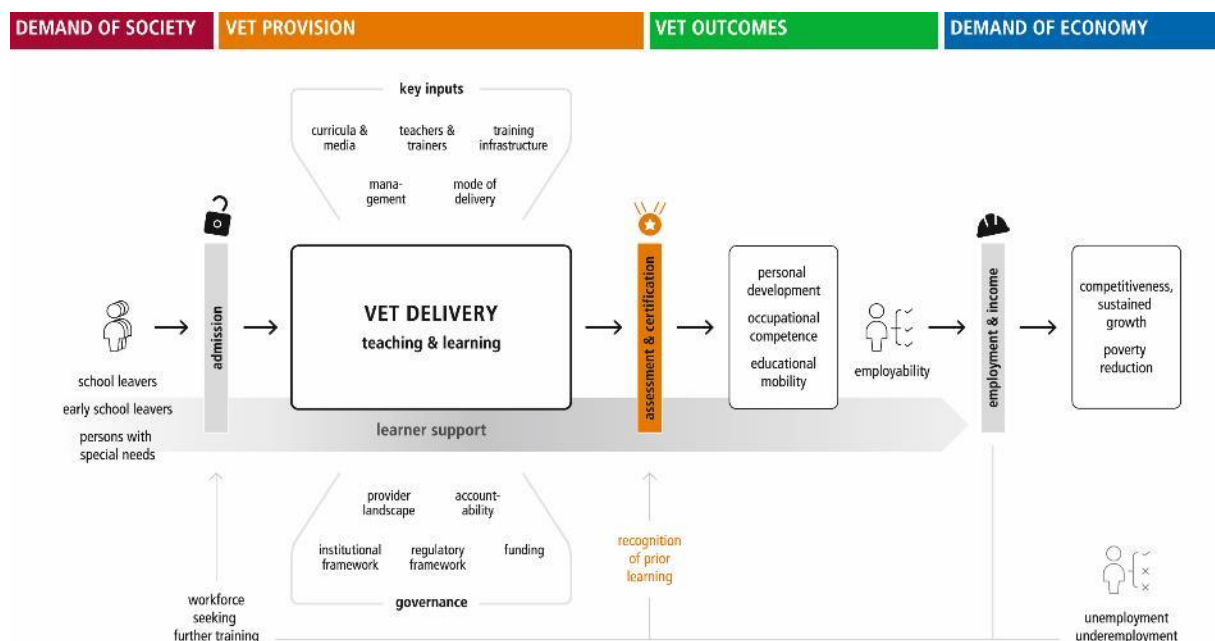 DEMAND OF SOCIETY
VET PROVISION
VET OUTCOMES
DEMAND OF ECONOMY
key inputs
curricula &
media
teachers &
trainers
training
infrastructure
mana-
gement
mode of
delivery
school leavers
early school leavers
persons with
special needs
admission
VET DELIVERY
teaching & learning
learner support
assessment & certification
personal
development
occupational
competence
educational
mobility
employability
employment & income
competitiveness,
sustained
growth
poverty
reduction
provider
landscape
account-
ability
institutional
framework
regulatory
framework
funding
governance
workforce
seeking
further training
recognition
of prior
learning
unemployment
underemployment